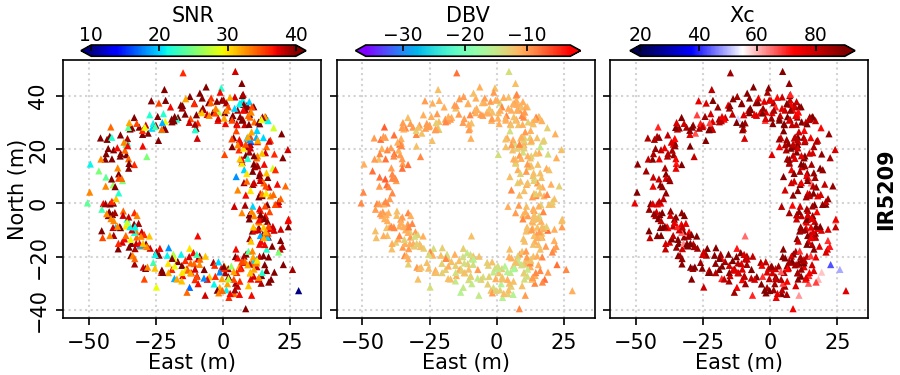 SNR DBV Xc
10 20 30 40 −30 −20 −10 20 40 60 80
North (m)
40
20
0
−20
−40
IR5209
−50 −25 0 25 −50 −25 0 25 −50 −25 0 25
East (m) East (m) East (m)